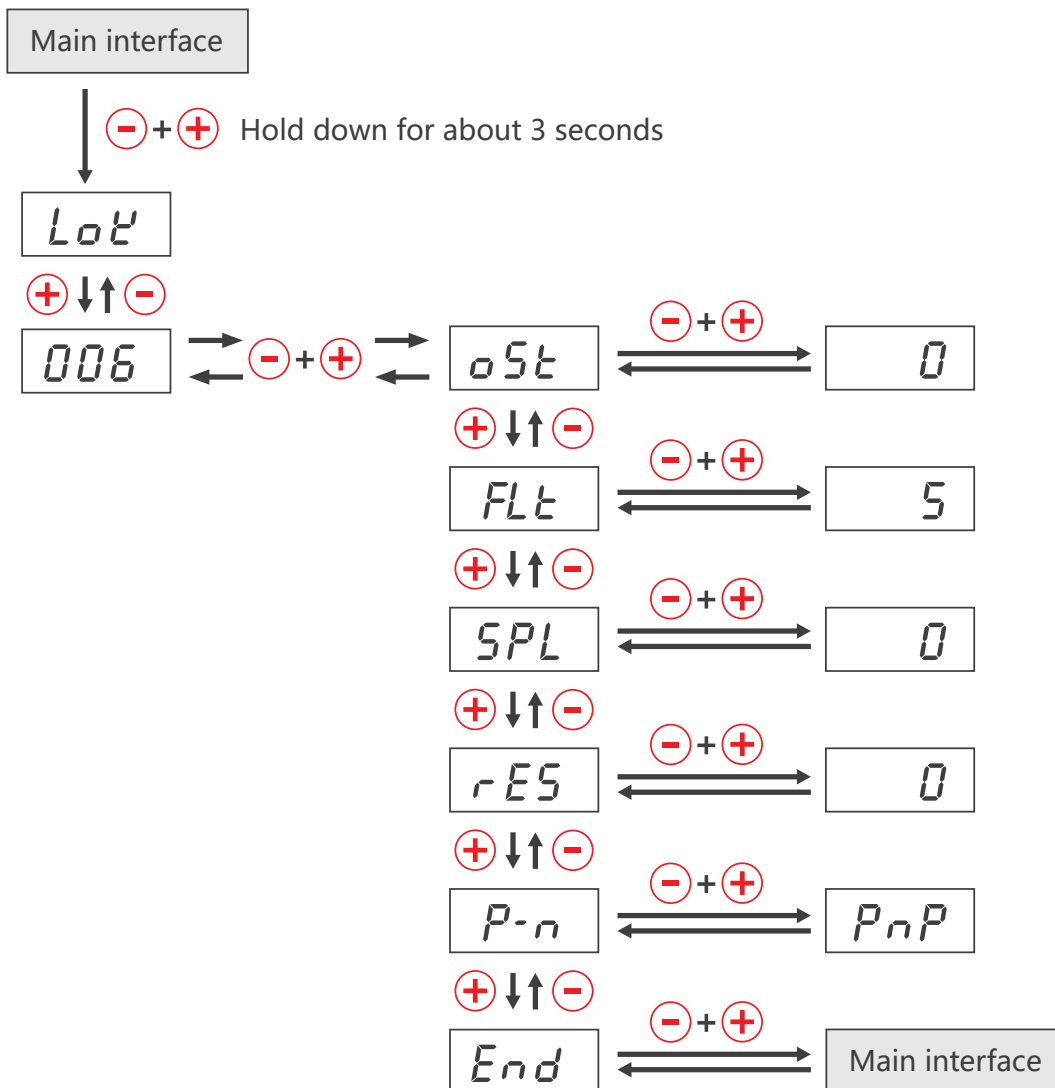 Main interface
- + + Hold down for about 3 seconds
LoK
+ -
006
- + +
oSt
- + +
0
+ -
FLt
- + +
5
+ -
SPL
- + +
0
+ -
rES
- + +
0
+ -
P-n
- + +
PnP
+ -
End
- + +
Main interface